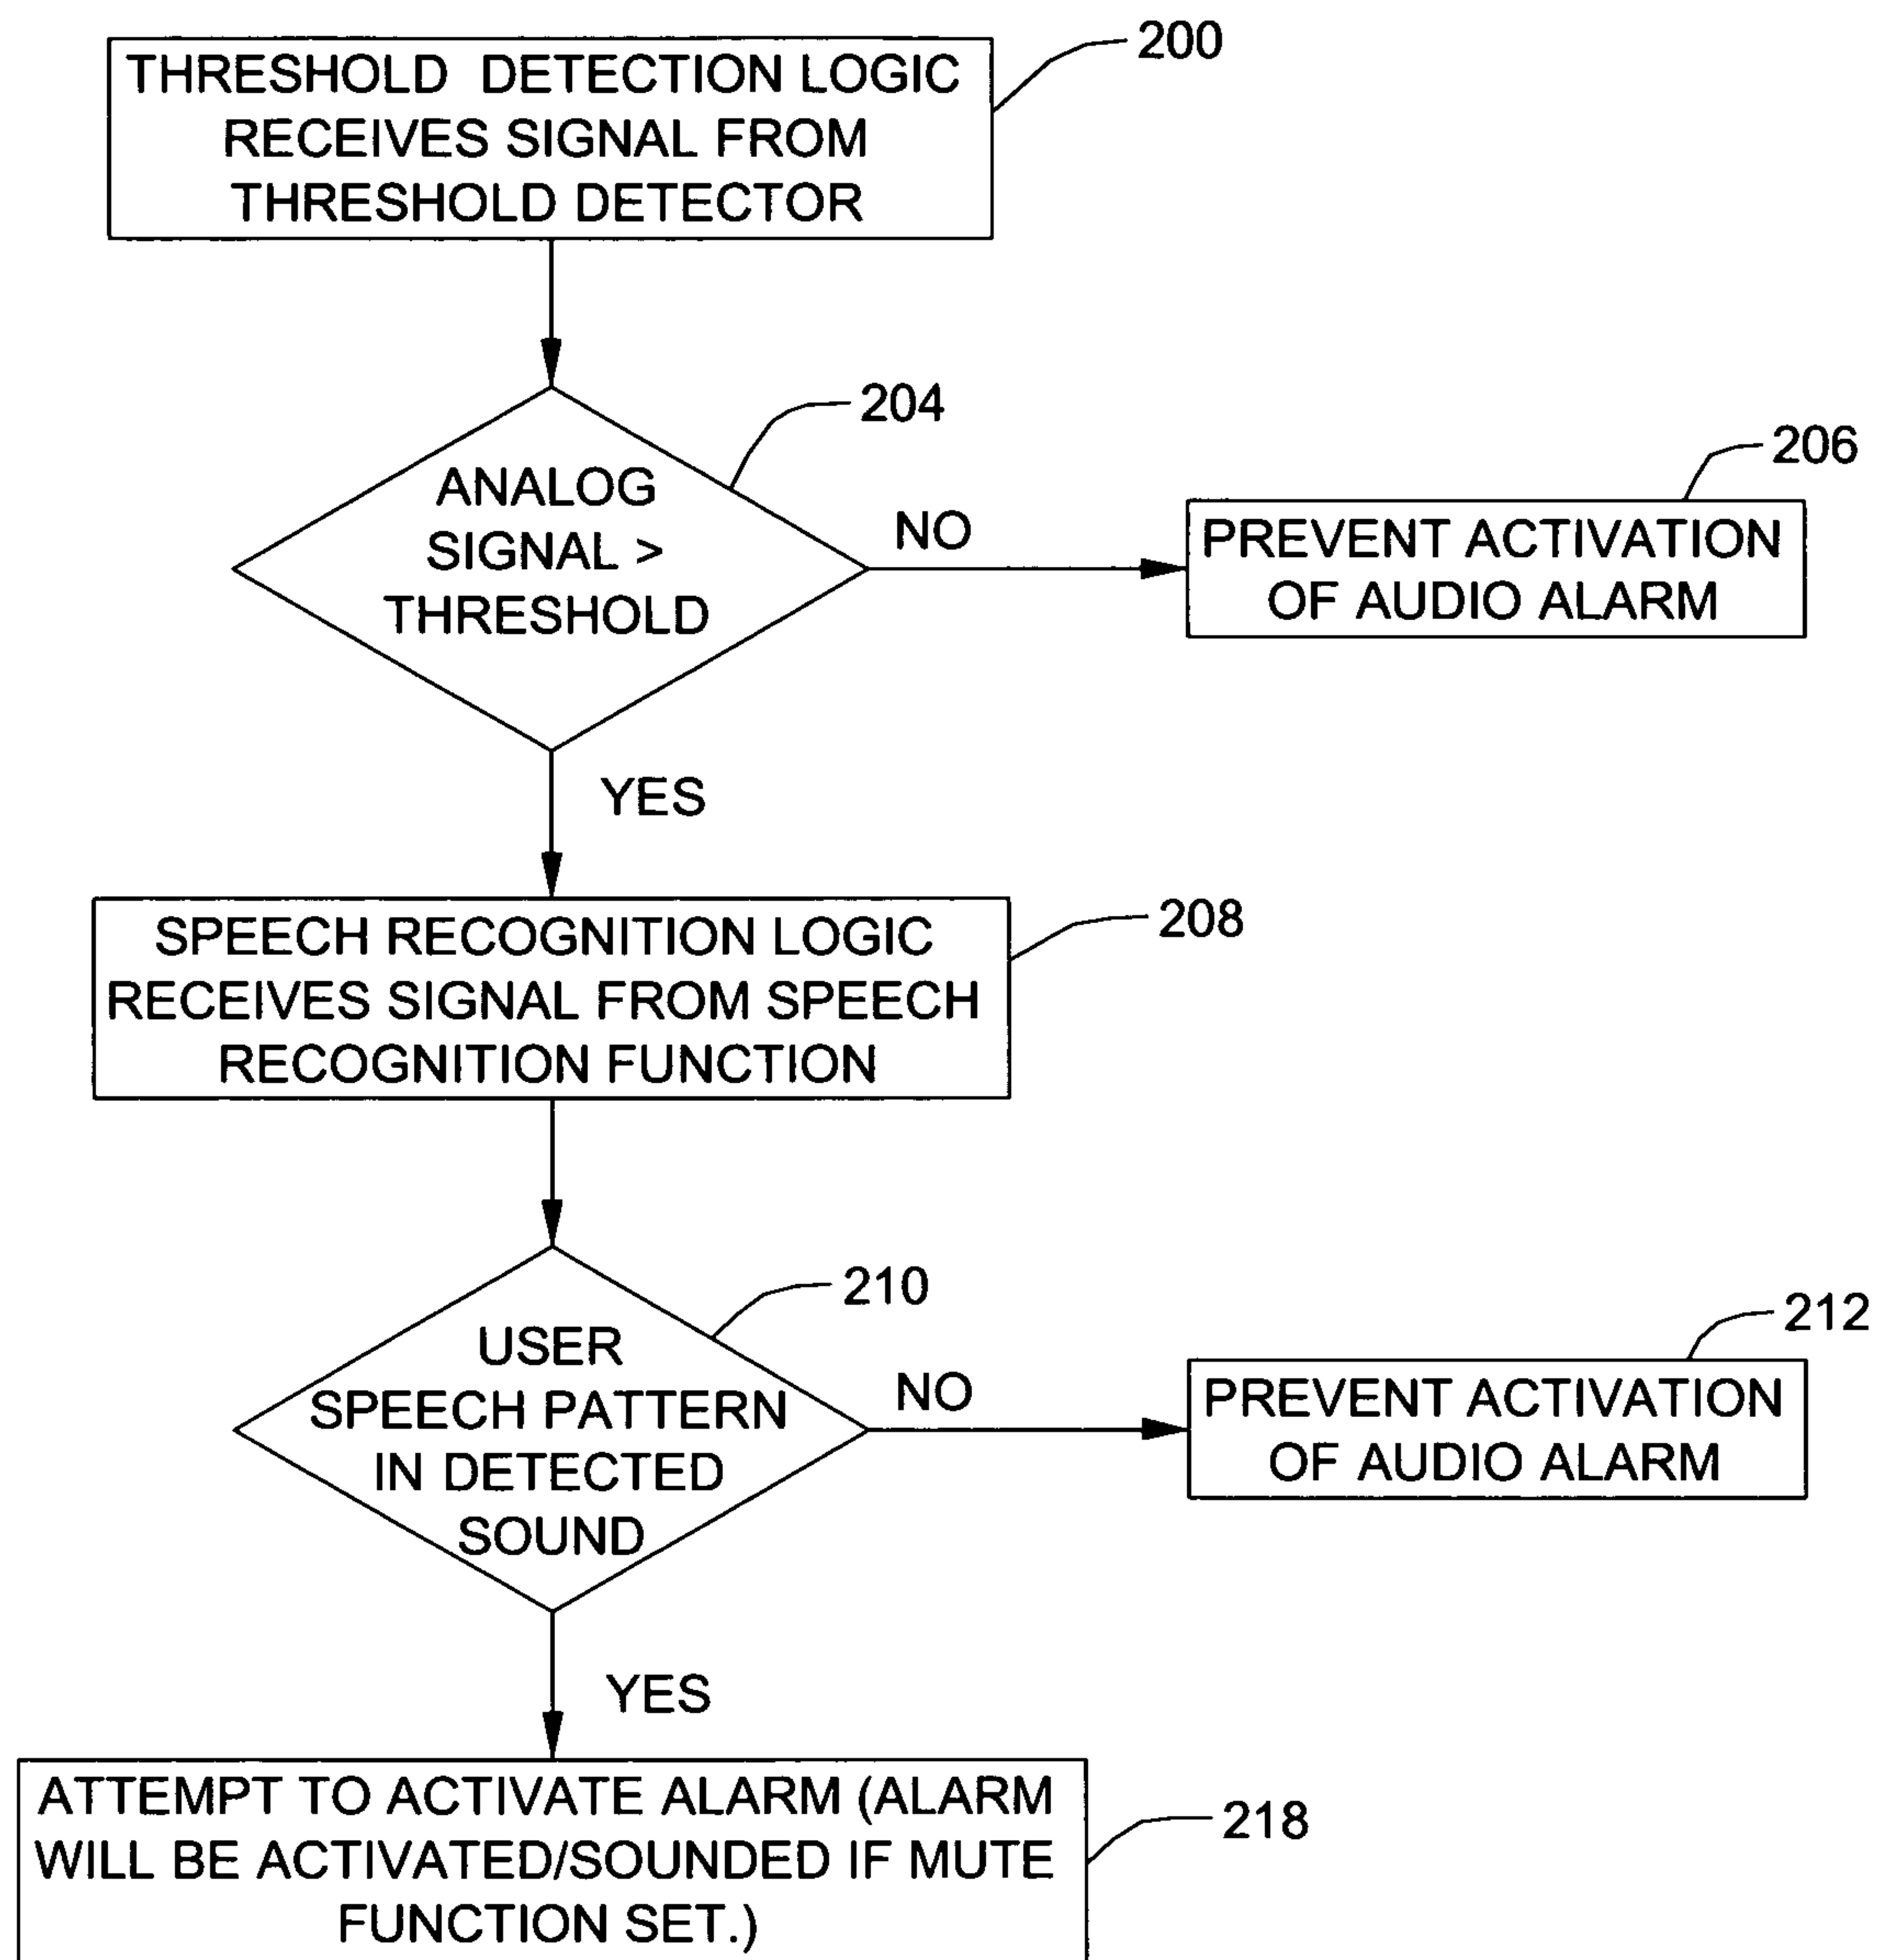 THRESHOLD DETECTION LOGIC
RECEIVES SIGNAL FROM
THRESHOLD DETECTOR
200
ANALOG
SIGNAL >
THRESHOLD
204
NO
PREVENT ACTIVATION
OF AUDIO ALARM
206
YES
SPEECH RECOGNITION LOGIC
RECEIVES SIGNAL FROM SPEECH
RECOGNITION FUNCTION
208
USER
SPEECH PATTERN
IN DETECTED
SOUND
210
NO
PREVENT ACTIVATION
OF AUDIO ALARM
212
YES
ATTEMPT TO ACTIVATE ALARM (ALARM
WILL BE ACTIVATED/SOUNDED IF MUTE
FUNCTION SET.)
218